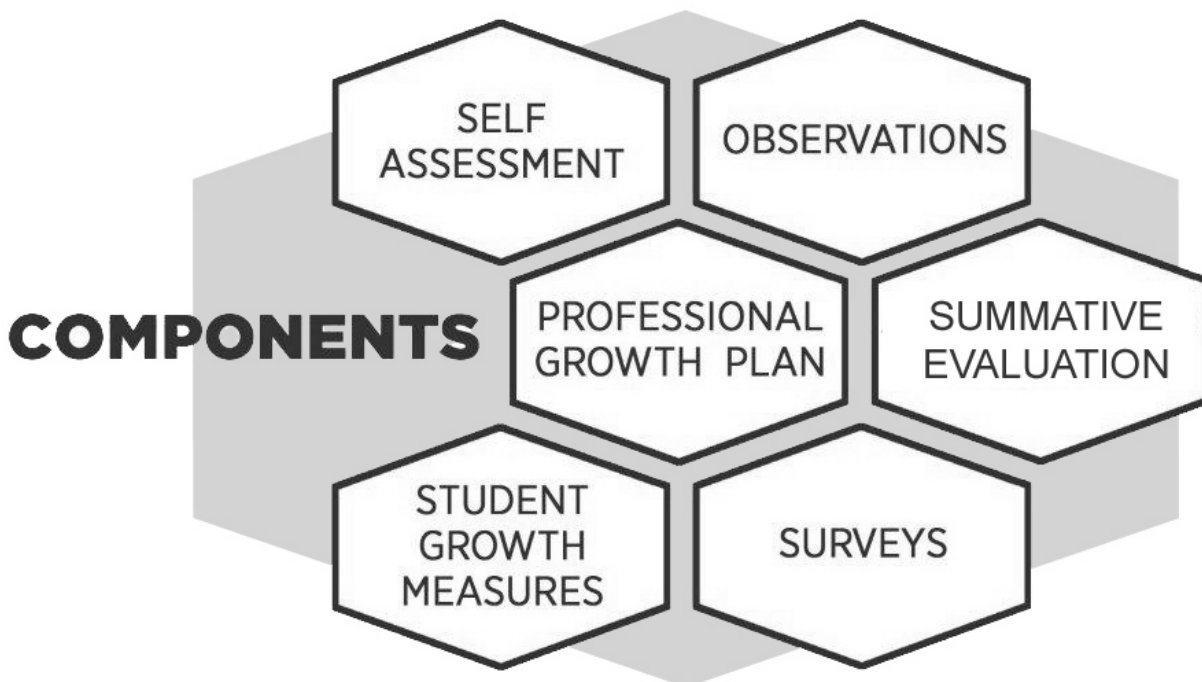 SELF
ASSESSMENT
OBSERVATIONS
COMPONENTS
PROFESSIONAL
GROWTH PLAN
SUMMATIVE
EVALUATION
STUDENT
GROWTH
MEASURES
SURVEYS